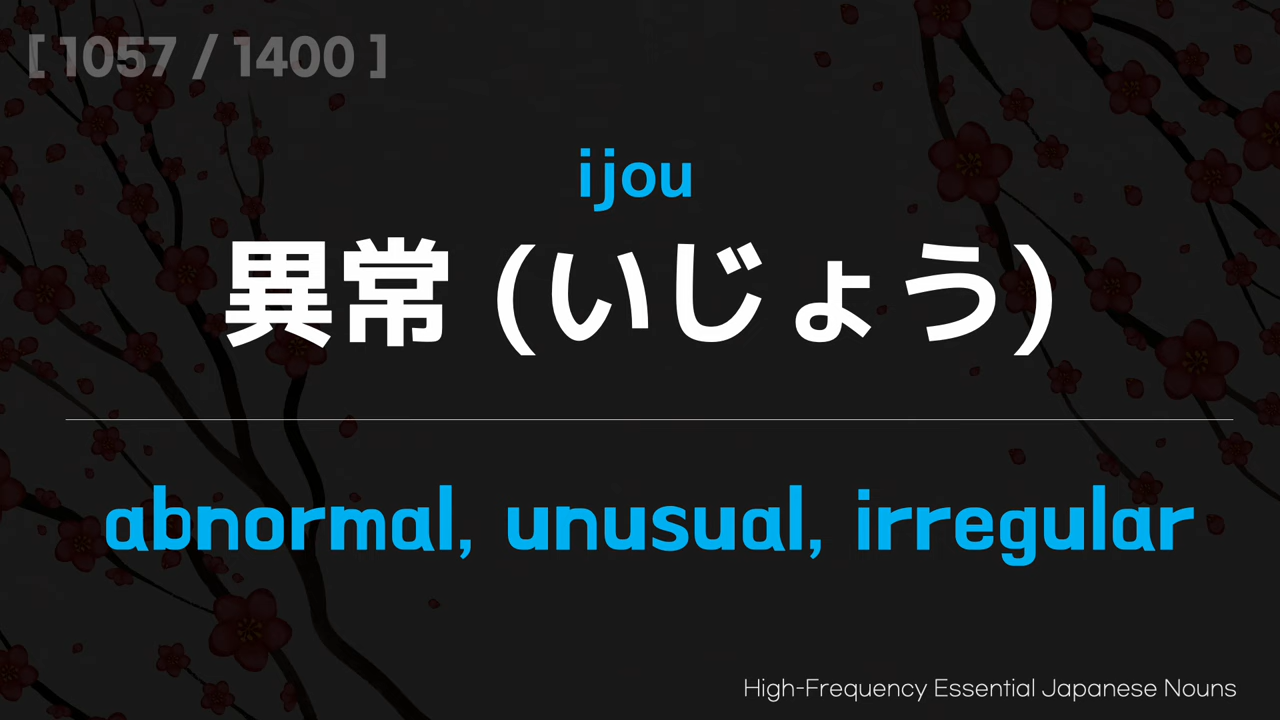 [ 1057 / 1400 ]
ijou
異常 (いじょう)
abnormal, unusual, irregular
High-Frequency Essential Japanese Nouns